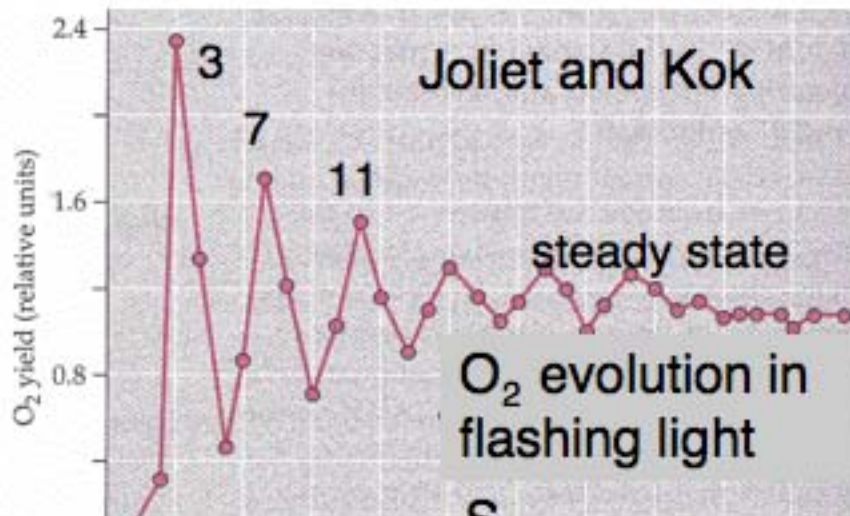 2.4
3
Joliet and Kok
7
11
1.6
steady state
O₂ yield (relative units)
0.8
O₂ evolution in
flashing light
S